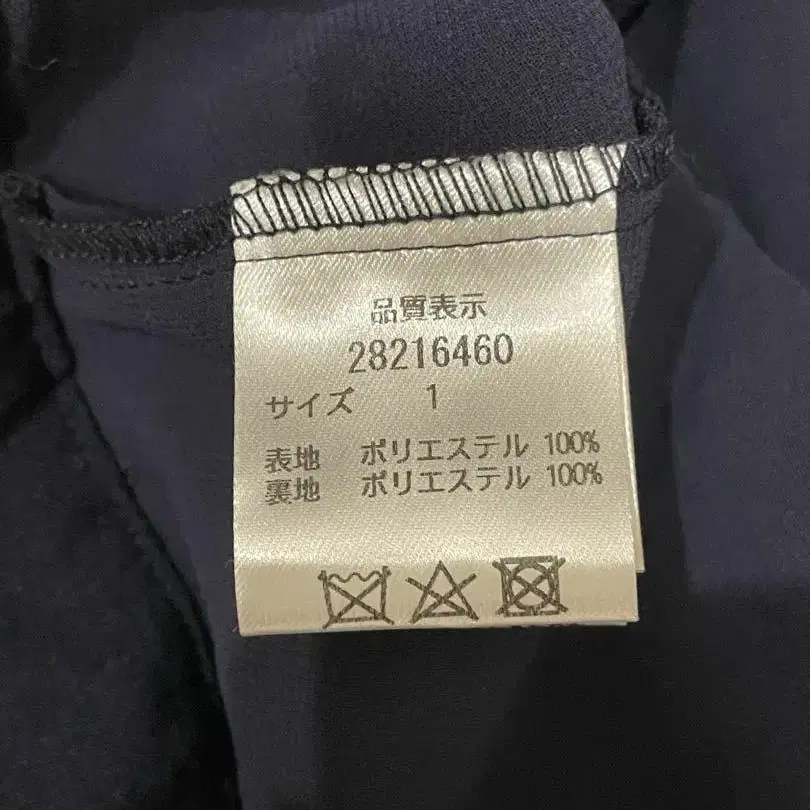 品質表示
28216460
サイズ 1
表地 ポリエステル 100%
裏地 ポリエステル 100%